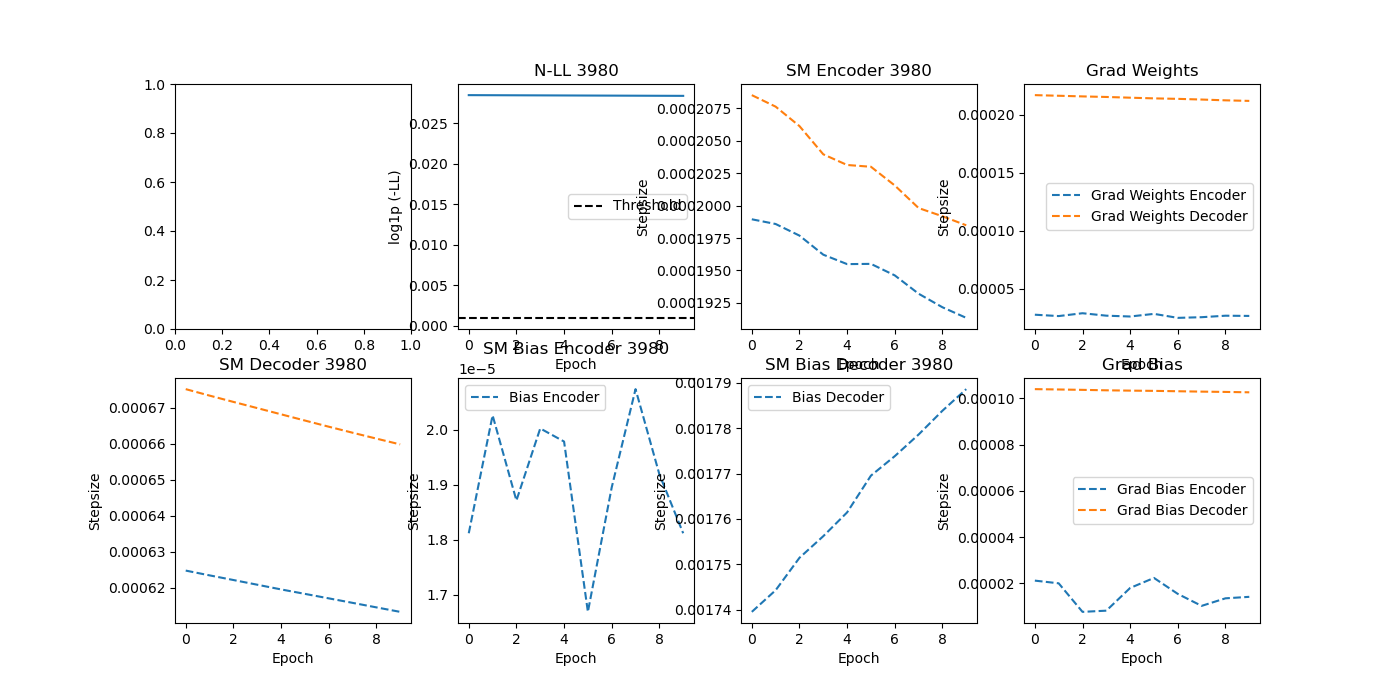 1.0
0.8
0.6
0.4
0.2
0.0
0.0 0.2 0.4 0.6 0.8 1.0
N-LL 3980
log1p (-LL)
0.025
0.020
0.015
0.010
0.005
0.000
Threshold
0 2 4 6 8
Epoch
SM Encoder 3980
Stepsize
0.0002075
0.0002050
0.0002025
0.0002000
0.0001975
0.0001950
0.0001925
0 2 4 6 8
Epoch
Grad Weights
Stepsize
0.00020
0.00015
0.00010
0.00005
Grad Weights Encoder
Grad Weights Decoder
0 2 4 6 8
Epoch
SM Decoder 3980
Stepsize
0.00067
0.00066
0.00065
0.00064
0.00063
0.00062
0 2 4 6 8
Epoch
SM Bias Encoder 3980
1e−5
Stepsize
2.0
1.9
1.8
1.7
Bias Encoder
0 2 4 6 8
Epoch
SM Bias Decoder 3980
Stepsize
0.00179
0.00178
0.00177
0.00176
0.00175
0.00174
Bias Decoder
0 2 4 6 8
Epoch
Grad Bias
Stepsize
0.00010
0.00008
0.00006
0.00004
0.00002
Grad Bias Encoder
Grad Bias Decoder
0 2 4 6 8
Epoch